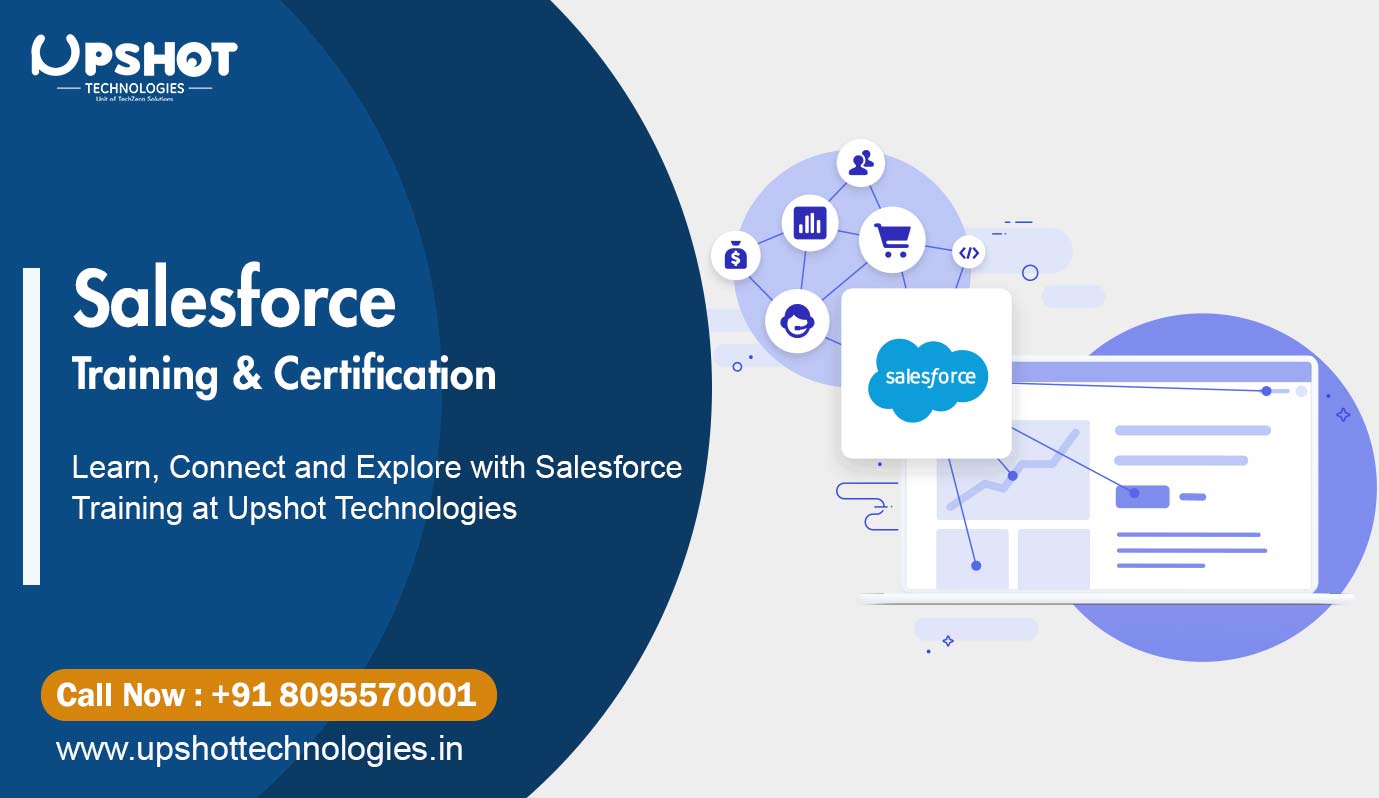 UPSHOT
TECHNOLOGIES
Unit of TechZero Solutions
Salesforce
Training & Certification
Learn, Connect and Explore with Salesforce
Training at Upshot Technologies
Call Now : +91 8095570001
www.upshottechnologies.in
$
</>
salesforce